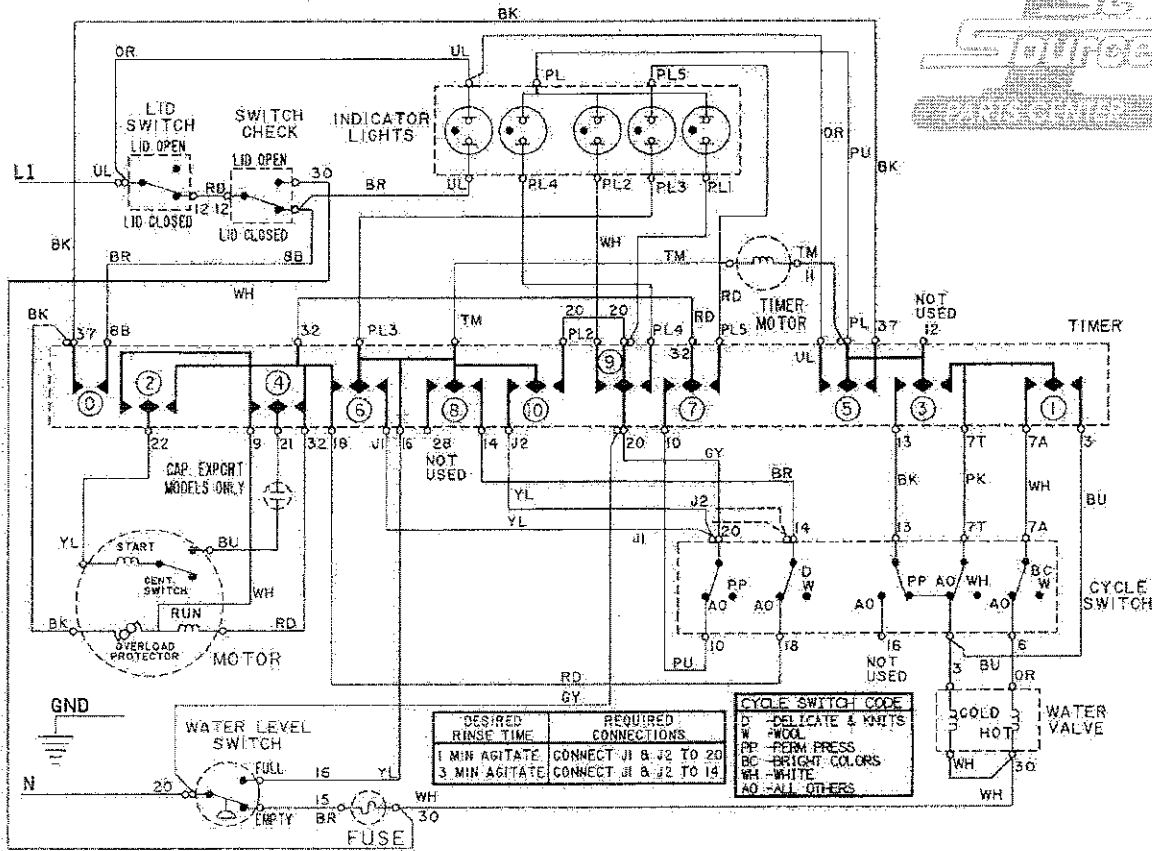 BK
OR
UL
PL
PL5
Source
PARTS CENTER
LID SWITCH
SWITCH CHECK
INDICATOR LIGHTS
LID OPEN
LID OPEN
30
OR
PU
BK
L1
UL
RD
BR
UL
PL4
PL2
PL3
PL1
12
12
LID CLOSED
LID CLOSED
BK
BR
8B
WH
WH
TM
TM
11
TIMER MOTOR
RD
NOT USED
12
BK
37
8B
32
PL3
TM
20
20
PL2
PL4
RD
32
PL5
UL
PL
37
TIMER
0
2
4
6
8
10
9
7
5
3
1
22
9
21
32
18
J1
16
28
NOT USED
14
J2
20
10
13
7T
7A
3
CAP. EXPORT MODELS ONLY
GY
BR
BK
PK
WH
BU
YL
YL
J2
J1
20
14
13
7T
7A
YL
START
BU
CENT. SWITCH
WH
RUN
BK
OVERLOAD PROTECTOR
RD
MOTOR
PP
AO
D
W
AO
AO
PP
AO
WH
AO
BC
W
CYCLE SWITCH
10
18
16
NOT USED
3
6
PU
RD
GY
BU
OR
GND
WATER LEVEL SWITCH
FULL
16
YL
N
20
EMPTY
15
BR
FUSE
WH
30
DESIRED RINSE TIME
REQUIRED CONNECTIONS
1 MIN AGITATE CONNECT J1 & J2 TO 20
3 MIN AGITATE CONNECT J1 & J2 TO 14
CYCLE SWITCH CODE
D -DELICATE & KNITS
W -WOOL
PP -PERM PRESS
BC -BRIGHT COLORS
WH -WHITE
AO -ALL OTHERS
COLD
HOT
WATER VALVE
WH
30
WH